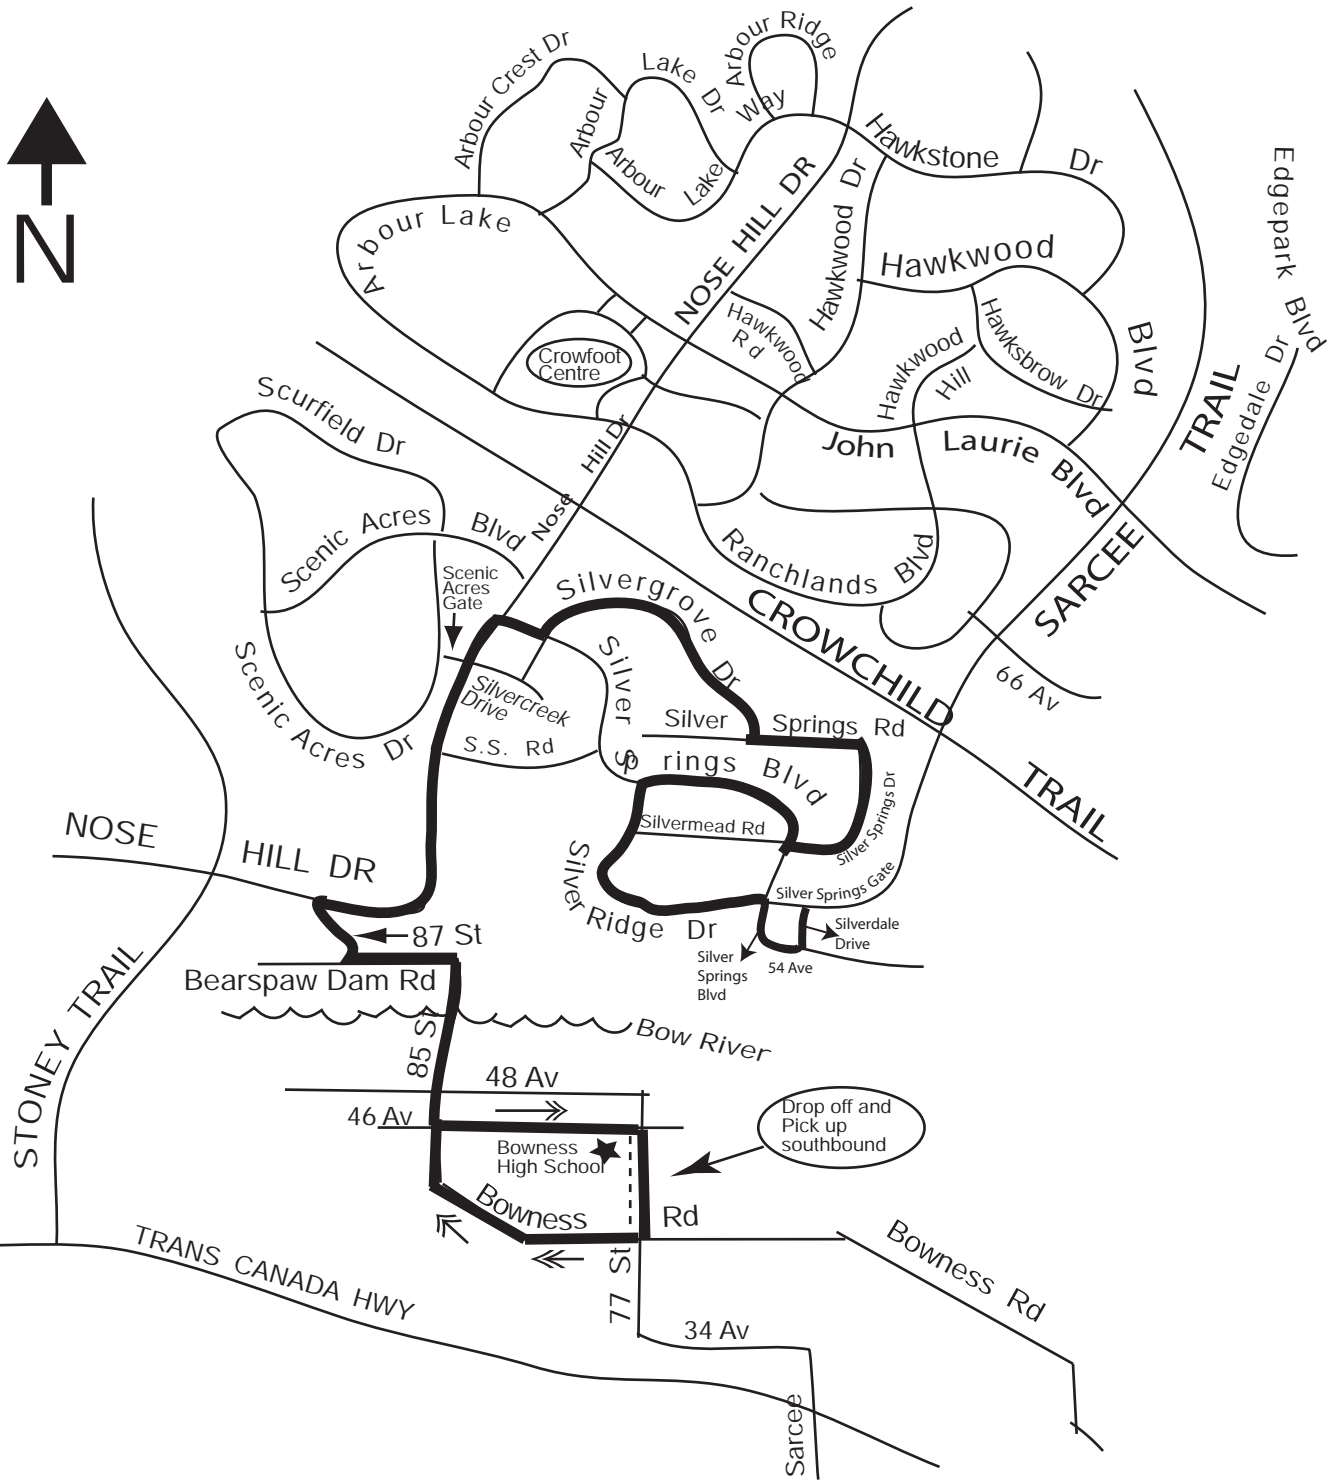 Arbour Crest Dr
Arbour
Lake
Dr
Arbour Ridge
Way
Arbour
Lake
Hawkstone
Dr
N
Arbour Lake
NOSE HILL DR
Hawkwood Dr
Hawkwood
Blvd
Edgepark Blvd
Edgedale Dr
Hawkwood
Rd
Hawksbrow Dr
Hawkwood
Hill
Crowfoot
Centre
John Laurie Blvd
SARCEE
TRAIL
Scurfield Dr
Nose Hill Dr
Scenic Acres Blvd
Ranchlands Blvd
Scenic
Acres
Gate
Silvergrove Dr
CROWCHILD
TRAIL
66 Av
Scenic Acres Dr
Silvercreek
Drive
S.S. Rd
Silver
Springs Blvd
Silver Springs Rd
Silver Springs Dr
Silvermead Rd
NOSE HILL DR
Silver
Ridge Dr
Silver Springs Gate
Silverdale
Drive
Silver
Springs
Blvd
54 Ave
87 St
Bearspaw Dam Rd
STONEY TRAIL
85 St
Bow River
48 Av
46 Av
Bowness
High School
Drop off and
Pick up
southbound
Bowness
Rd
77 St
Bowness Rd
TRANS CANADA HWY
34 Av
Sarcee